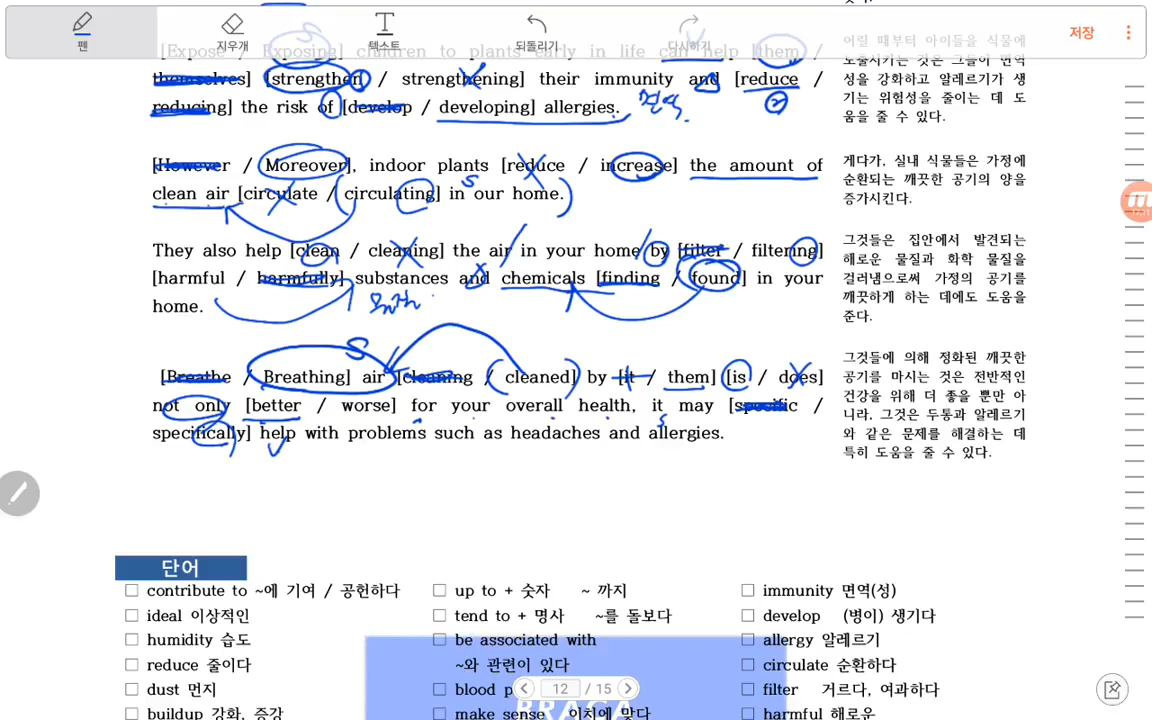 펜
지우개
텍스트
되돌리기
다시하기
저장
[Expose / Exposing] children to plants early in life can help [them /
themselves] [strengthen / strengthening] their immunity and [reduce /
reducing] the risk of [develop / developing] allergies.
면역
어릴 때부터 아이들을 식물에
노출시키는 것은 그들이 면역
성을 강화하고 알레르기가 생
기는 위험성을 줄이는 데 도
움을 줄 수 있다.
[However / Moreover], indoor plants [reduce / increase] the amount of
clean air [circulate / circulating] in our home.
게다가, 실내 식물들은 가정에
순환되는 깨끗한 공기의 양을
증가시킨다.
They also help [clean / cleaning] the air in your home by [filter / filtering]
[harmful / harmfully] substances and chemicals [finding / found] in your
home.
물질
그것들은 집안에서 발견되는
해로운 물질과 화학 물질을
걸러냄으로써 가정의 공기를
깨끗하게 하는 데에도 도움을
준다.
S
[Breathe / Breathing] air [cleaning / cleaned] by [it / them] [is / does]
not only [better / worse] for your overall health, it may [specific /
specifically] help with problems such as headaches and allergies.
그것들에 의해 정화된 깨끗한
공기를 마시는 것은 전반적인
건강을 위해 더 좋을 뿐만 아
니라, 그것은 두통과 알레르기
와 같은 문제를 해결하는 데
특히 도움을 줄 수 있다.
단어
□ contribute to ~에 기여 / 공헌하다
□ ideal 이상적인
□ humidity 습도
□ reduce 줄이다
□ dust 먼지
□ buildup 강화, 증강
□ up to + 숫자 ~ 까지
□ tend to + 명사 ~를 돌보다
□ be associated with
~와 관련이 있다
□ blood p
□ make sense 이치에 맞다
□ immunity 면역(성)
□ develop (병이) 생기다
□ allergy 알레르기
□ circulate 순환하다
□ filter 거르다, 여과하다
□ harmful 해로운
12 / 15